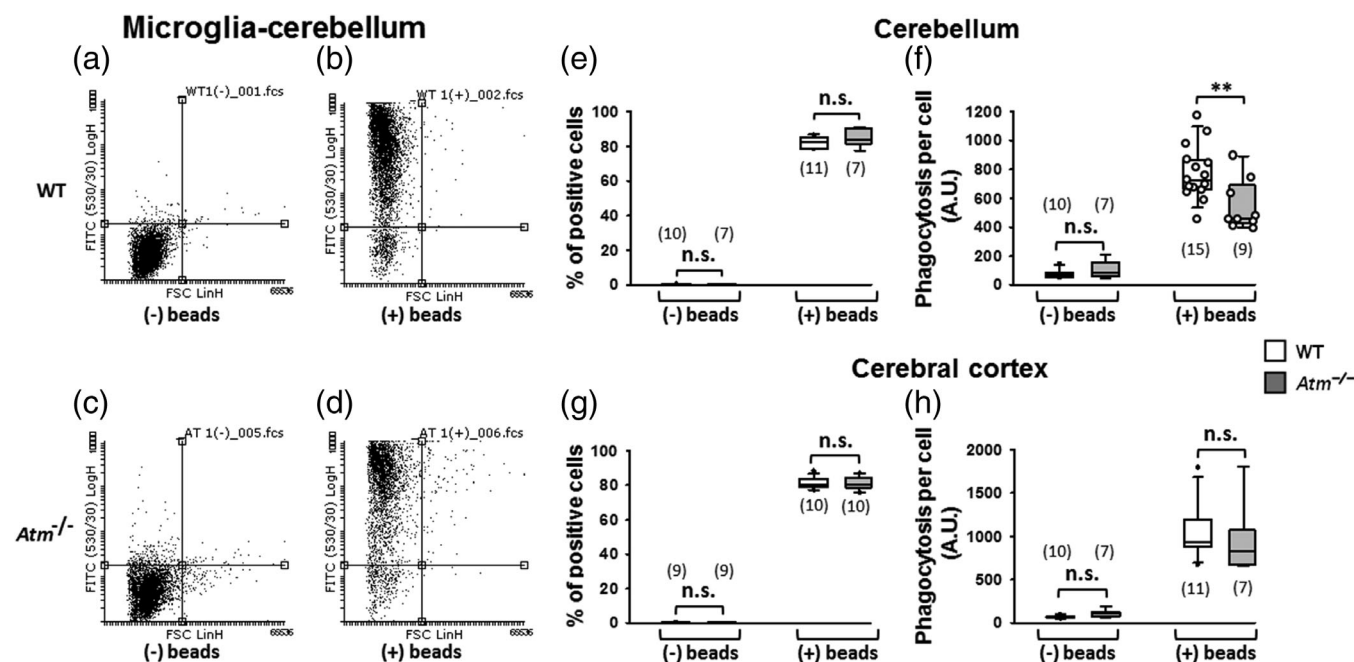 Microglia-cerebellum
Cerebellum
(a)
(b)
(e)
(f)
WT
WT1(-)_001.fcs
FITC (530/30) LogH
FSC LinH
65536
(-) beads
WT 1(+)_002.fcs
FITC (530/30) LogH
FSC LinH
65536
(+) beads
% of positive cells
100
80
60
40
20
0
(10)
(7)
n.s.
n.s.
(11)
(7)
(-) beads
(+) beads
Phagocytosis per cell
(A.U.)
1200
1000
800
600
400
200
0
(10)
(7)
n.s.
**
(15)
(9)
(-) beads
(+) beads
WT
Atm−/−
Cerebral cortex
(c)
(d)
(g)
(h)
Atm-/-
AT 1(-)_005.fcs
FITC (530/30) LogH
FSC LinH
65536
(-) beads
AT 1(+)_006.fcs
FITC (530/30) LogH
FSC LinH
65536
(+) beads
% of positive cells
100
80
60
40
20
0
(9)
(9)
n.s.
n.s.
(10)
(10)
(-) beads
(+) beads
Phagocytosis per cell
(A.U.)
2000
1500
1000
500
0
(10)
(7)
n.s.
n.s.
(11)
(7)
(-) beads
(+) beads